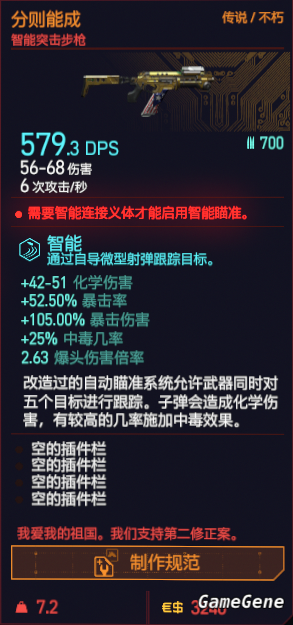 分则能成
传说 / 不朽
智能突击步枪
579.3 DPS
700
56-68 伤害
6 次攻击/秒
需要智能连接义体才能启用智能瞄准。
智能
通过自导微型射弹跟踪目标。
+42-51 化学伤害
+52.50% 暴击率
+105.00% 暴击伤害
+25% 中毒几率
2.63 爆头伤害倍率
改造过的自动瞄准系统允许武器同时对
五个目标进行跟踪。子弹会造成化学伤
害，有较高的几率施加中毒效果。
空的插件栏
空的插件栏
空的插件栏
空的插件栏
我爱我的祖国。我们支持第二修正案。
制作规范
7.2
€$
GameGene